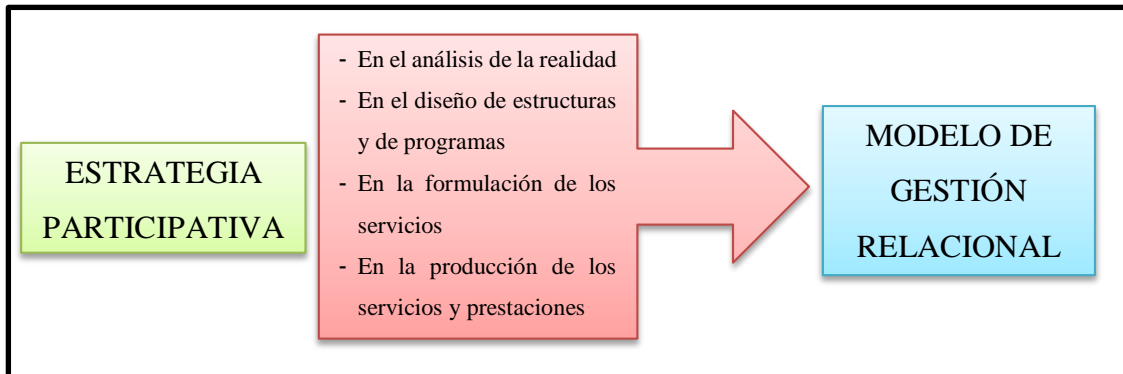 ESTRATEGIA
PARTICIPATIVA
- En el análisis de la realidad
- En el diseño de estructuras
y de programas
- En la formulación de los
servicios
- En la producción de los
servicios y prestaciones
MODELO DE
GESTIÓN
RELACIONAL